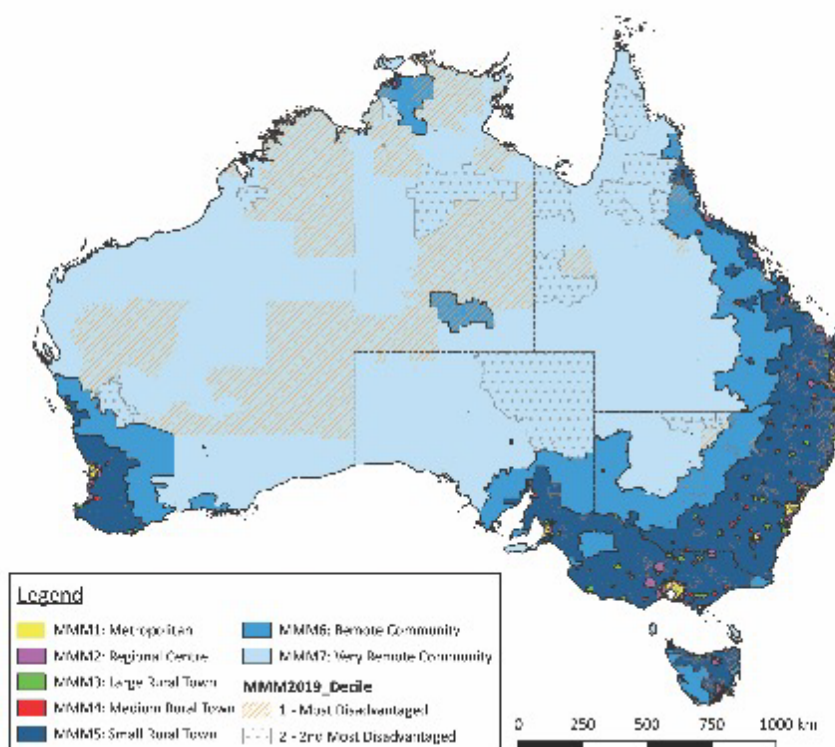 Legend
MMM1: Metropolitan
MMM2: Regional Centre
MMM3: Large Rural Town
MMM4: Medium Rural Town
MMM5: Small Rural Town
MMM6: Remote Community
MMM7: Very Remote Community
MMM2019_Decile
1 - Most Disadvantaged
2 - 2nd Most Disadvantaged
0 250 500 750 1000 km